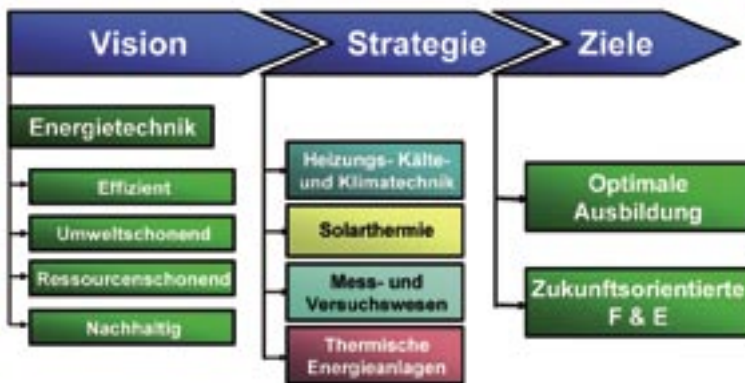 Vision
Strategie
Ziele
Energietechnik
Effizient
Umweltschonend
Ressourcenschonend
Nachhaltig
Heizungs- Kälte-
und Klimatechnik
Solarthermie
Mess- und
Versuchswesen
Thermische
Energieanlagen
Optimale
Ausbildung
Zukunftsorientierte
F & E